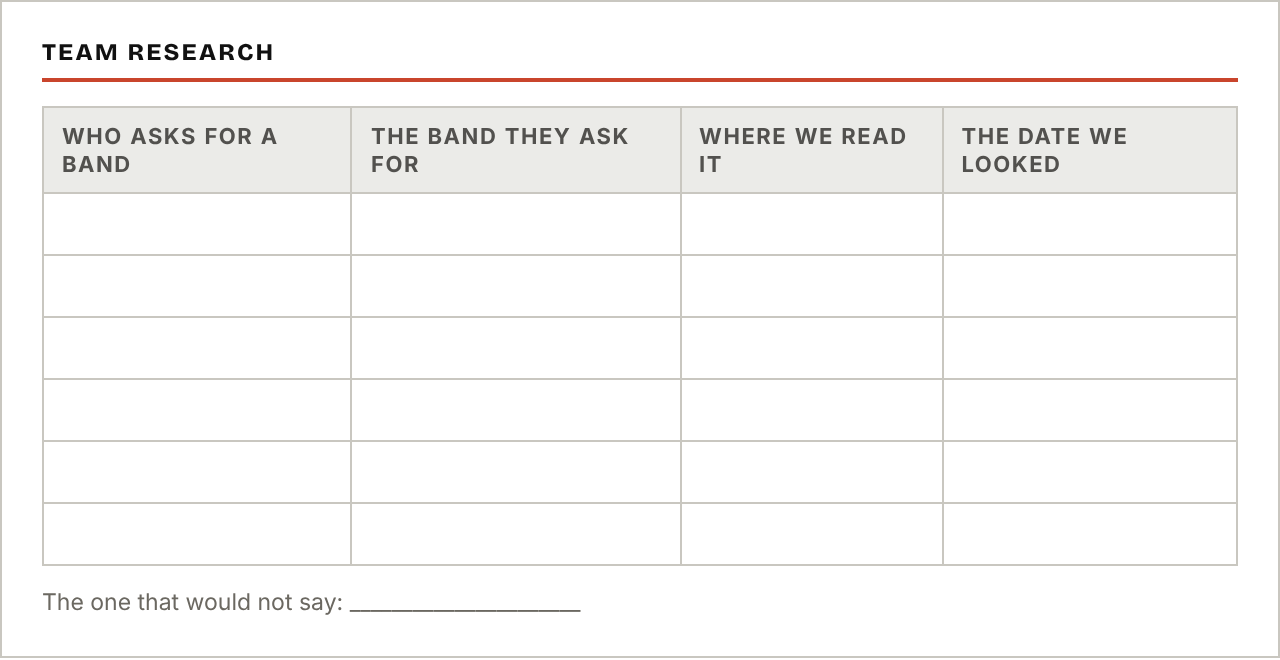 TEAM RESEARCH
WHO ASKS FOR A BAND
THE BAND THEY ASK FOR
WHERE WE READ IT
THE DATE WE LOOKED
The one that would not say: ______________________